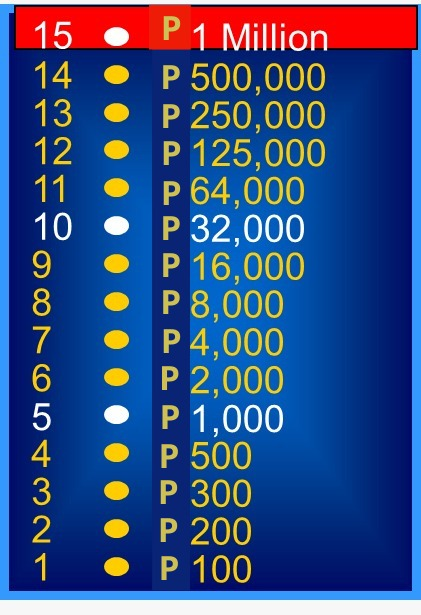 15 P 1 Million
14 P 500,000
13 P 250,000
12 P 125,000
11 P 64,000
10 P 32,000
9 P 16,000
8 P 8,000
7 P 4,000
6 P 2,000
5 P 1,000
4 P 500
3 P 300
2 P 200
1 P 100